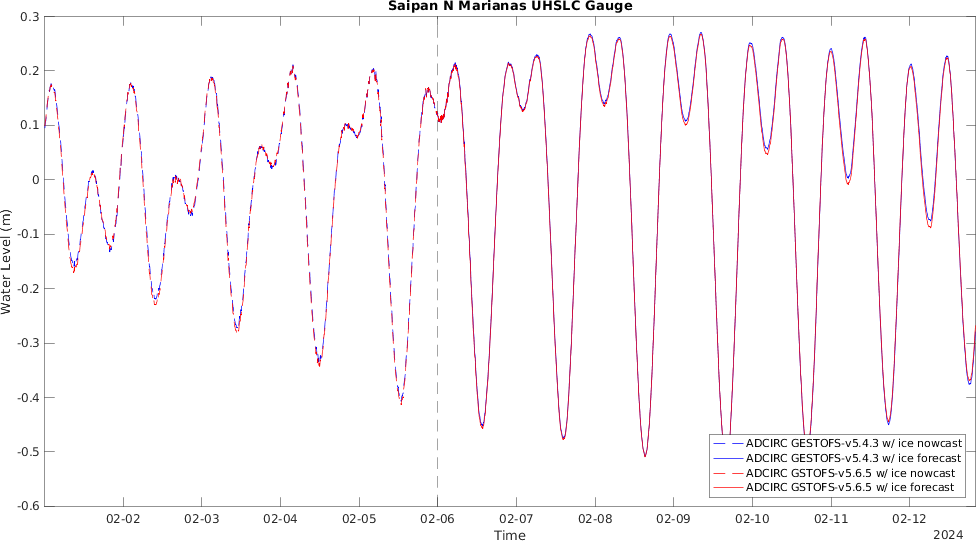 Saipan N Marianas UHSLC Gauge
0.3
0.2
0.1
0
-0.1
-0.2
-0.3
-0.4
-0.5
-0.6
Water Level (m)
ADCIRC GESTOFS-v5.4.3 w/ ice nowcast
ADCIRC GESTOFS-v5.4.3 w/ ice forecast
ADCIRC GSTOFS-v5.6.5 w/ ice nowcast
ADCIRC GSTOFS-v5.6.5 w/ ice forecast
02-02 02-03 02-04 02-05 02-06 02-07 02-08 02-09 02-10 02-11 02-12
Time
2024